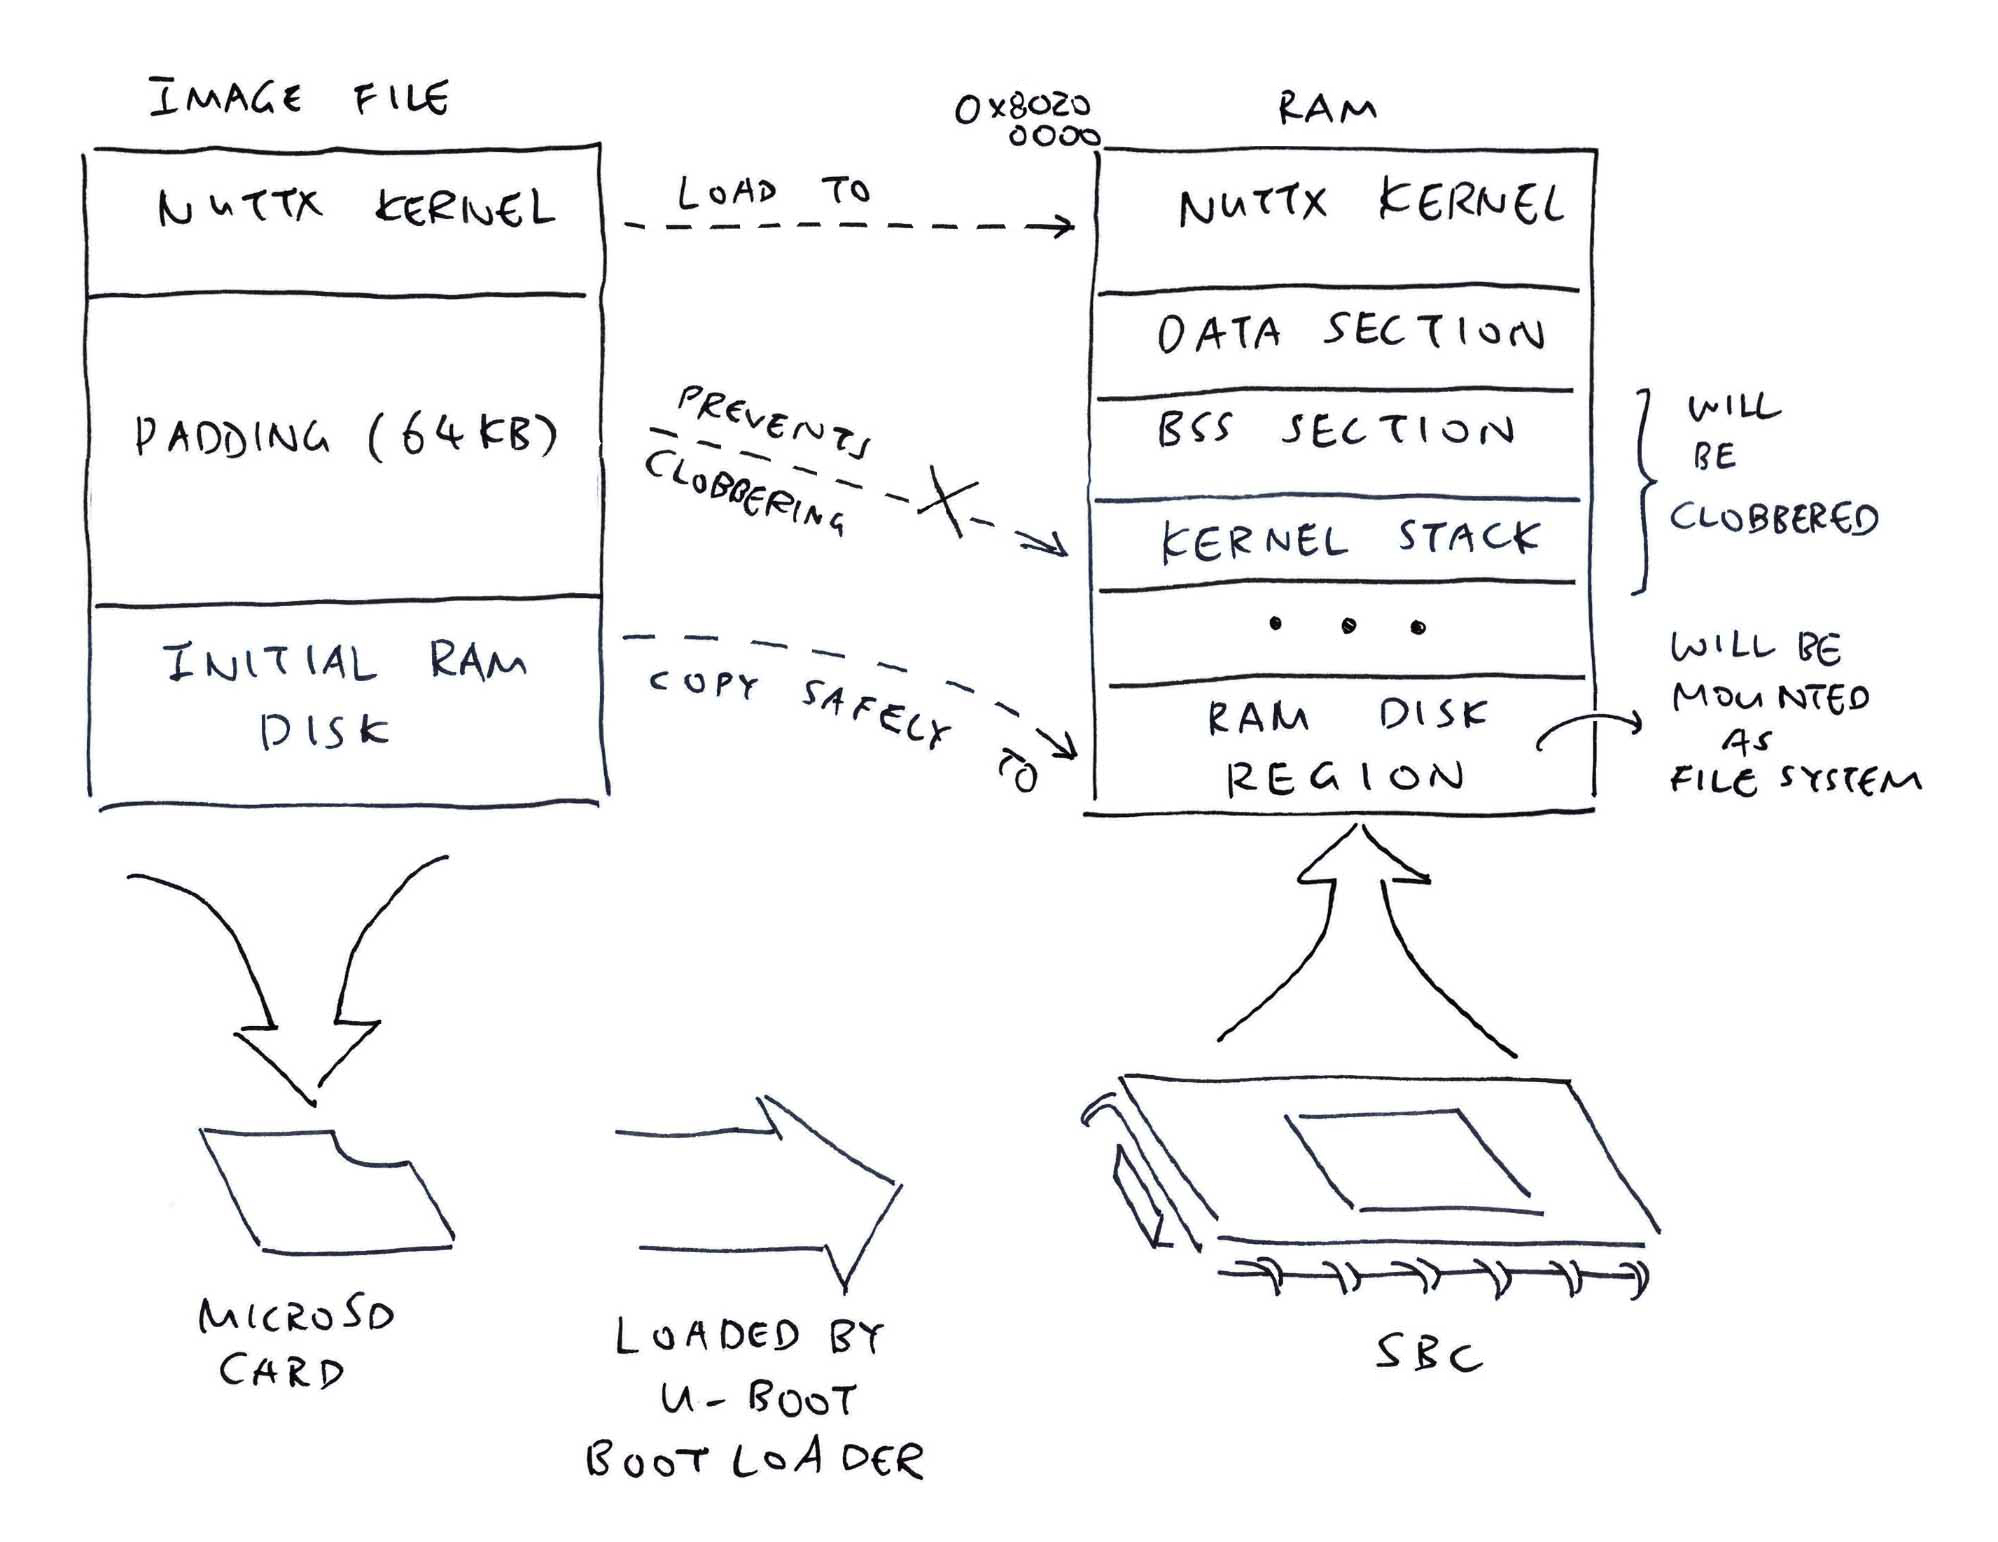 IMAGE FILE
NUTTX KERNEL
PADDING (64KB)
INITIAL RAM
DISK
LOAD TO
PREVENTS
CLOBBERING
COPY SAFELY TO
0x8020
0000
RAM
NUTTX KERNEL
DATA SECTION
BSS SECTION
KERNEL STACK
• • •
RAM DISK
REGION
WILL
BE
CLOBBERED
WILL BE
MOUNTED
AS
FILE SYSTEM
MICROSD
CARD
LOADED BY
U-BOOT
BOOTLOADER
SBC